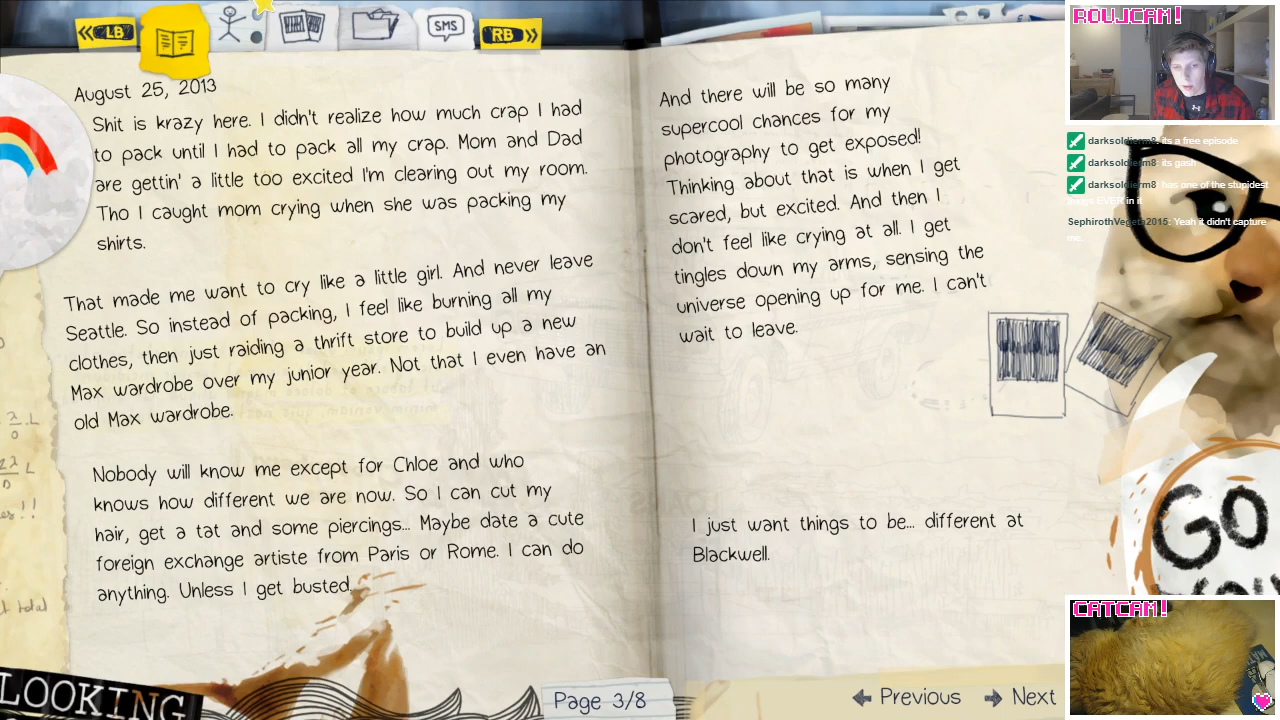 LB
SMS
RB
August 25, 2013
Shit is krazy here. I didn't realize how much crap I had
to pack until I had to pack all my crap. Mom and Dad
are gettin' a little too excited I'm clearing out my room.
Tho I caught mom crying when she was packing my
shirts.
That made me want to cry like a little girl. And never leave
Seattle. So instead of packing, I feel like burning all my
clothes, then just raiding a thrift store to build up a new
Max wardrobe over my junior year. Not that I even have an
old Max wardrobe.
Nobody will know me except for Chloe and who
knows how different we are now. So I can cut my
hair, get a tat and some piercings... Maybe date a cute
foreign exchange artiste from Paris or Rome. I can do
anything. Unless I get busted.
And there will be so many
supercool chances for my
photography to get exposed!
Thinking about that is when I get
scared, but excited. And then I
don't feel like crying at all. I get
tingles down my arms, sensing the
universe opening up for me. I can't
wait to leave.
I just want things to be... different at
Blackwell.
LOOKING
Page 3/8
Previous
Next
ROUJCAM!
darksoldierm8: its a free episode
darksoldierm8: its gash
darksoldierm8: has one of the stupidest
things EVER in it
SephirothVegeta2015: Yeah it didn't capture
me.
GO
YOU
CATCAM!